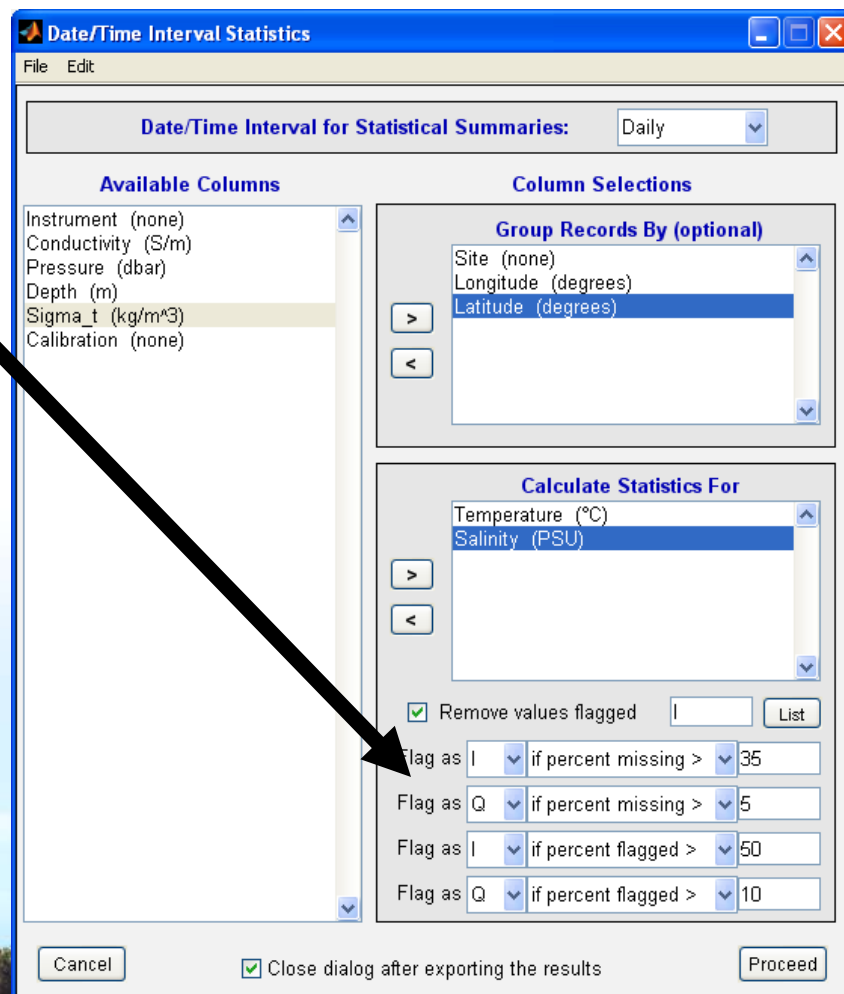 Date/Time Interval Statistics
File Edit
Date/Time Interval for Statistical Summaries: Daily
Available Columns
Instrument (none)
Conductivity (S/m)
Pressure (dbar)
Depth (m)
Sigma_t (kg/m^3)
Calibration (none)
Column Selections
Group Records By (optional)
Site (none)
Longitude (degrees)
Latitude (degrees)
>
<
Calculate Statistics For
Temperature (°C)
Salinity (PSU)
>
<
Remove values flagged I List
Flag as I if percent missing > 35
Flag as Q if percent missing > 5
Flag as I if percent flagged > 50
Flag as Q if percent flagged > 10
Cancel Close dialog after exporting the results Proceed